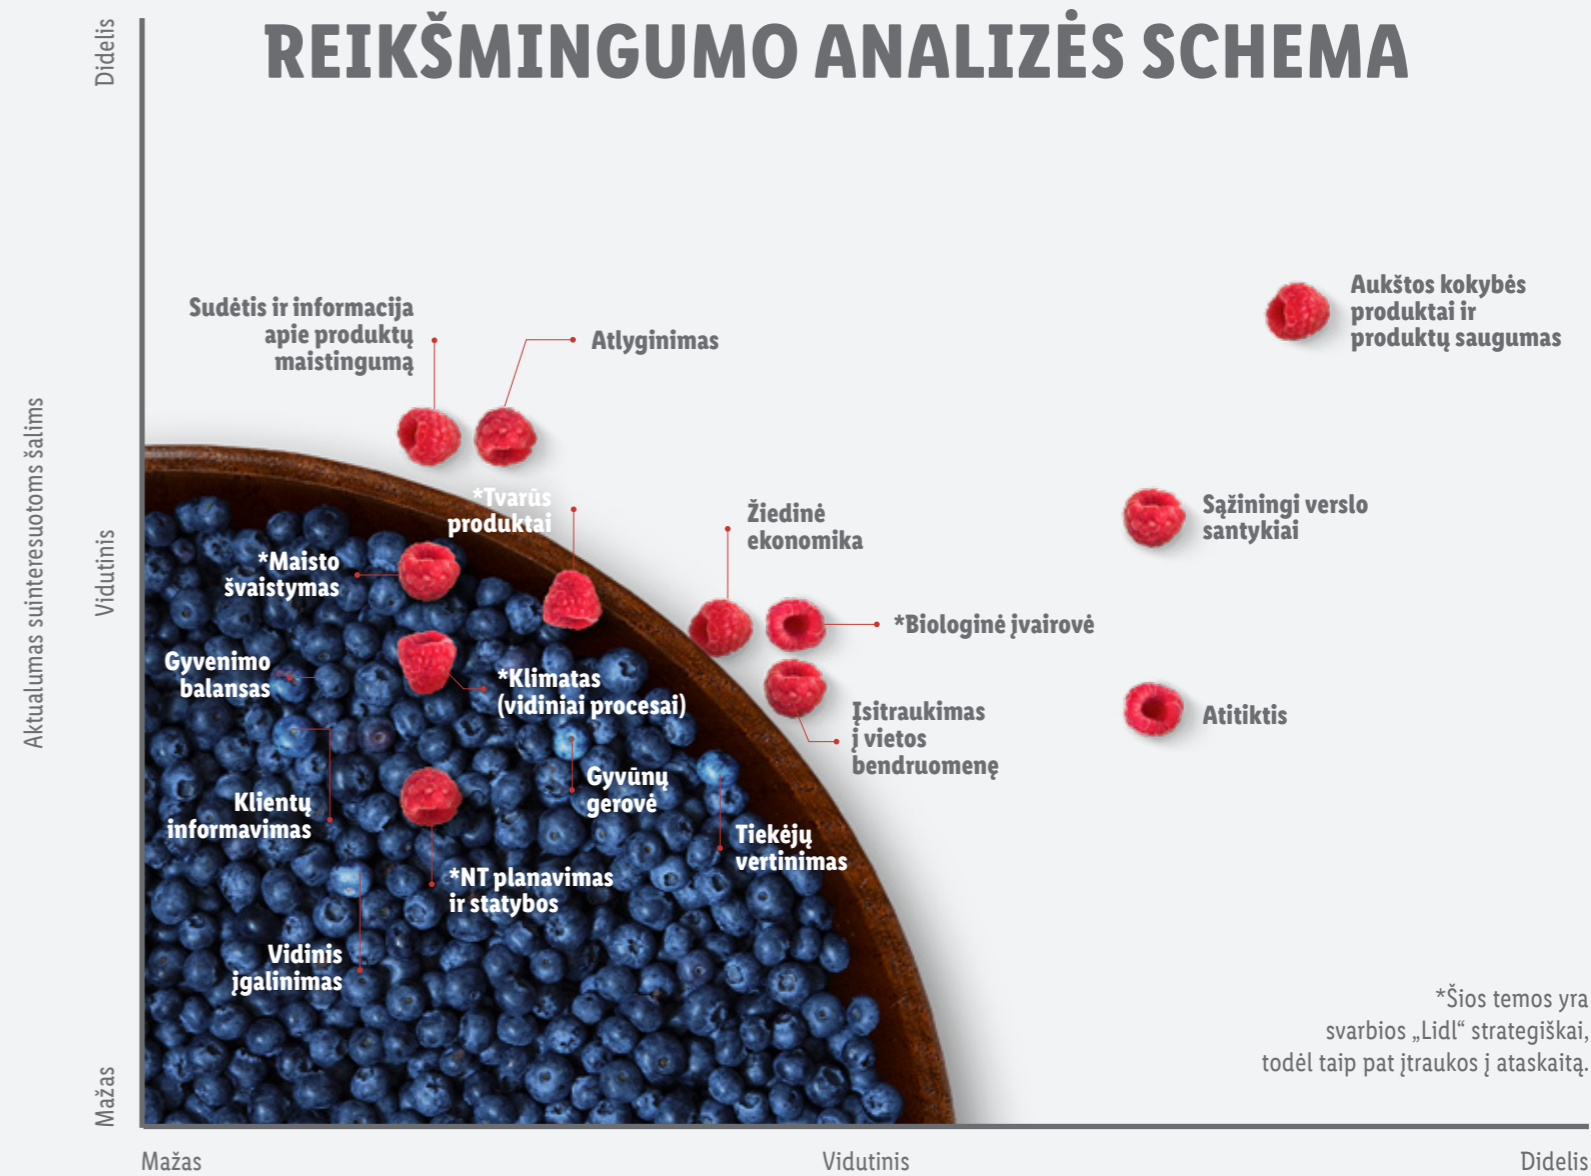 REIKŠMINGUMO ANALIZĖS SCHEMA
Didelis
Vidutinis
Mažas
Aktualumas suinteresuotoms šalims
Sudėtis ir informacija
apie produktų
maistingumą
Atlyginimas
Aukštos kokybės
produktai ir
produktų saugumas
*Tvarūs
produktai
Žiedinė
ekonomika
Sąžiningi verslo
santykiai
*Maisto
švaistymas
*Biologinė įvairovė
Gyvenimo
balansas
*Klimatas
(vidiniai procesai)
Įsitraukimas
į vietos
bendruomenę
Atitiktis
Klientų
informavimas
Gyvūnų
gerovė
Tiekėjų
vertinimas
*NT planavimas
ir statybos
Vidinis
įgalinimas
*Šios temos yra
svarbios „Lidl“ strategiškai,
todėl taip pat įtraukos į ataskaitą.
Mažas
Vidutinis
Didelis